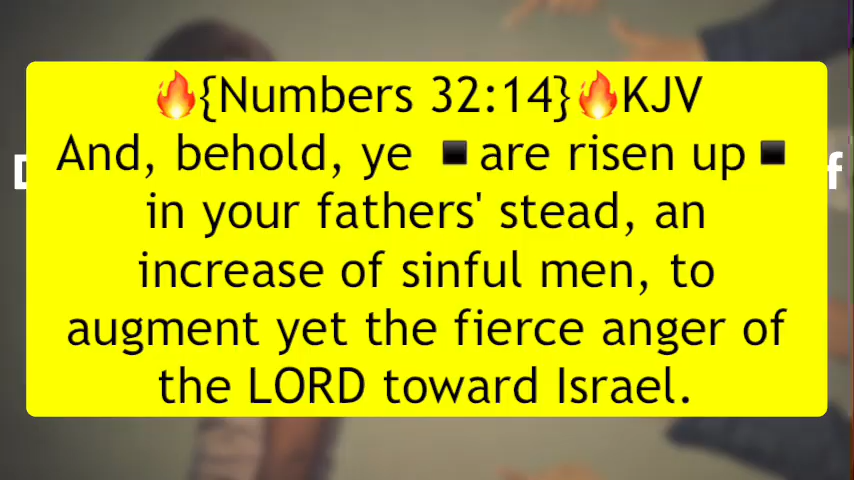 🔥{Numbers 32:14}🔥KJV
And, behold, ye ◾are risen up◾
in your fathers' stead, an
increase of sinful men, to
augment yet the fierce anger of
the LORD toward Israel.